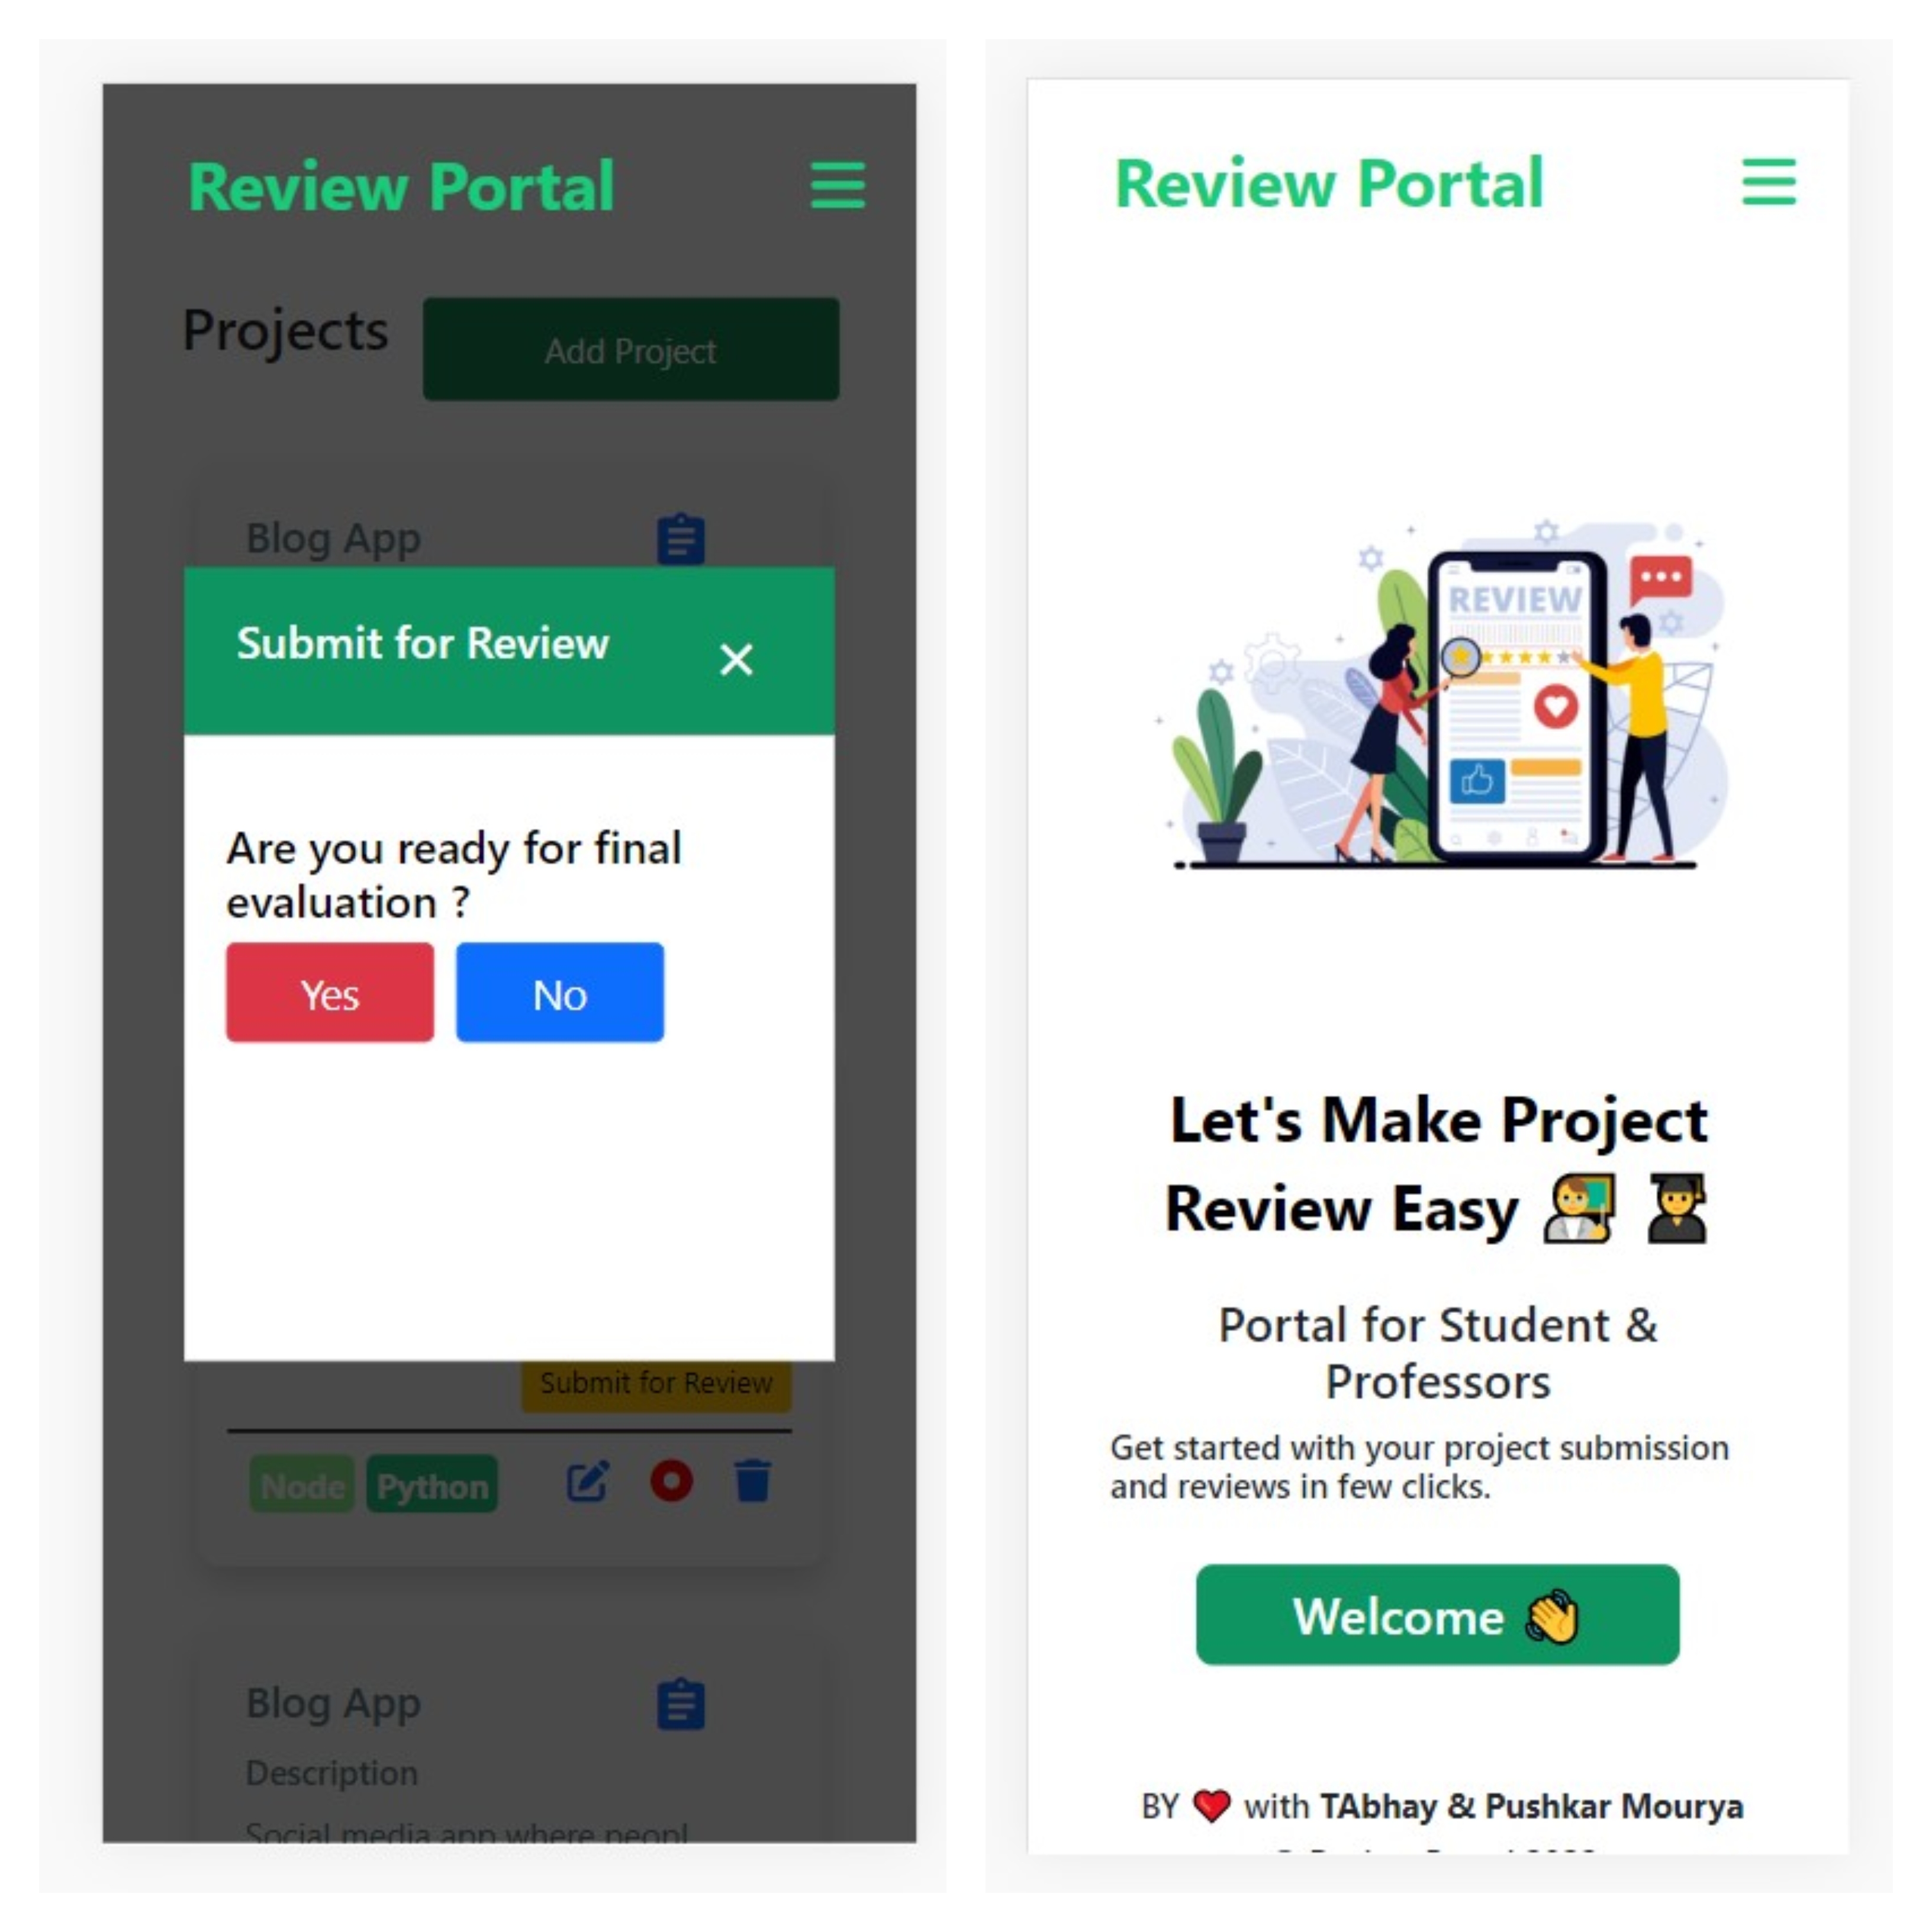 Review Portal
Projects
Add Project
Blog App
Submit for Review
Are you ready for final
evaluation ?
Yes
No
Submit for Review
Node
Python
Blog App
Description
Social media app where peopl
Review Portal
REVIEW
Let's Make Project
Review Easy
Portal for Student &
Professors
Get started with your project submission
and reviews in few clicks.
Welcome 👋
BY ❤️ with TAbhay & Pushkar Mourya